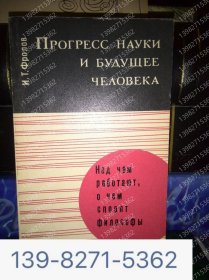 И. Т. Фролов
ПРОГРЕСС НАУКИ
И БУДУЩЕЕ
ЧЕЛОВЕКА
Над чем
работают,
о чем
спорят
философы
139-8271-5362